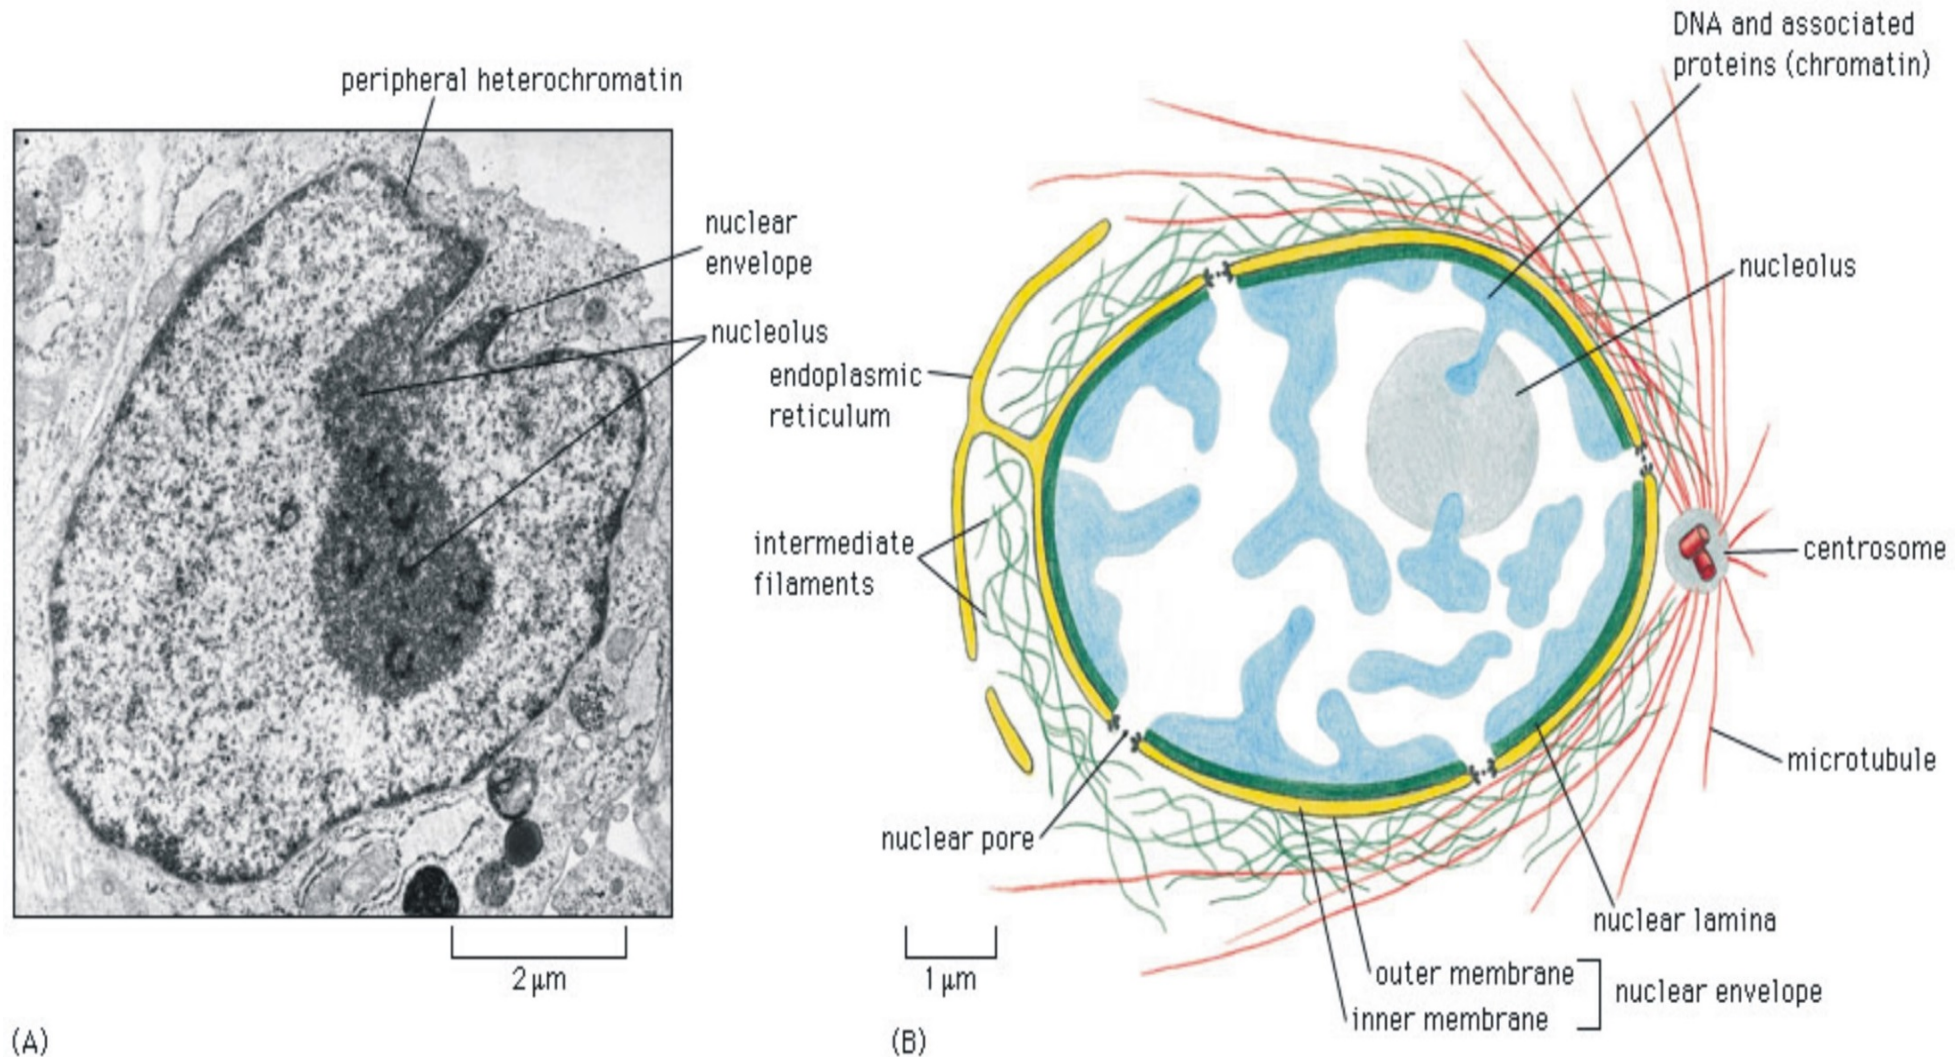 peripheral heterochromatin
nuclear
envelope
nucleolus
2 µm
(A)
DNA and associated
proteins (chromatin)
nucleolus
endoplasmic
reticulum
intermediate
filaments
centrosome
microtubule
nuclear pore
nuclear lamina
outer membrane
inner membrane
nuclear envelope
1 µm
(B)